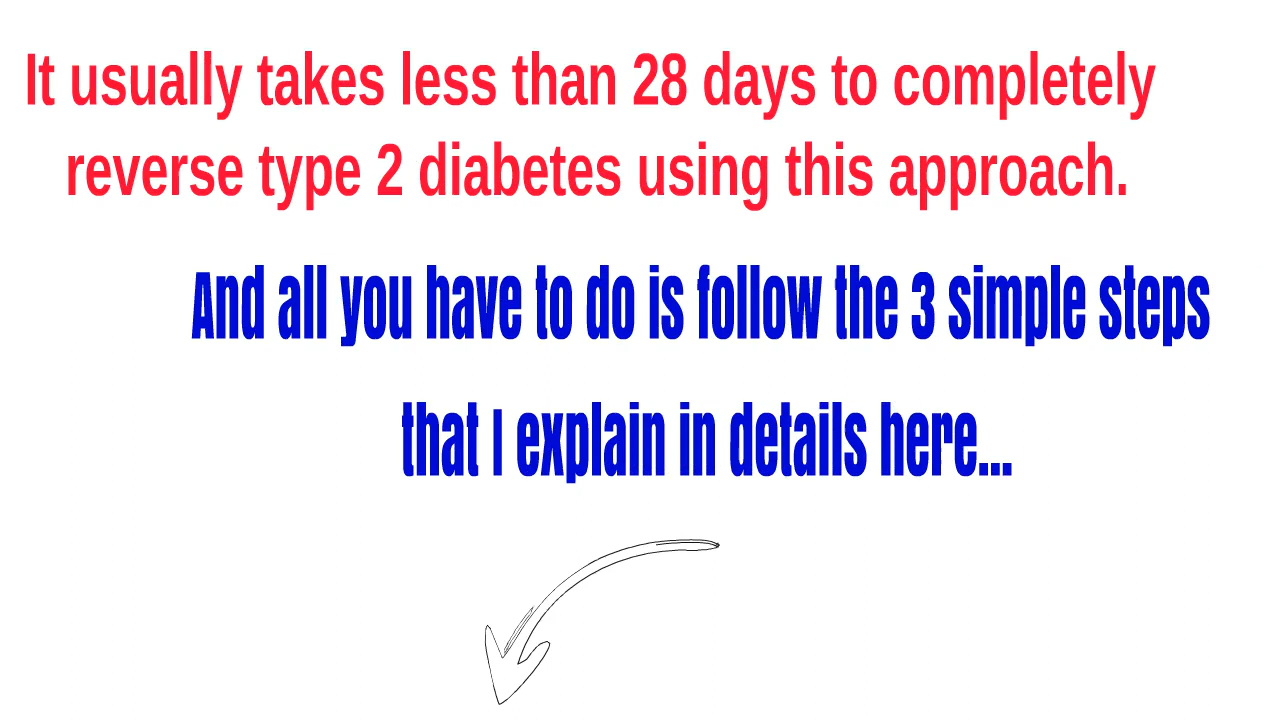 It usually takes less than 28 days to completely
reverse type 2 diabetes using this approach.
And all you have to do is follow the 3 simple steps
that I explain in details here...